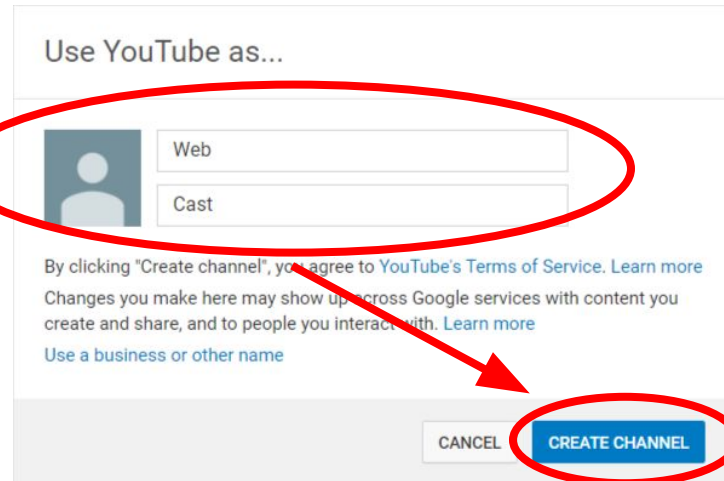 Use YouTube as...
Web
Cast
By clicking "Create channel", you agree to YouTube's Terms of Service. Learn more
Changes you make here may show up across Google services with content you
create and share, and to people you interact with. Learn more
Use a business or other name
CANCEL CREATE CHANNEL